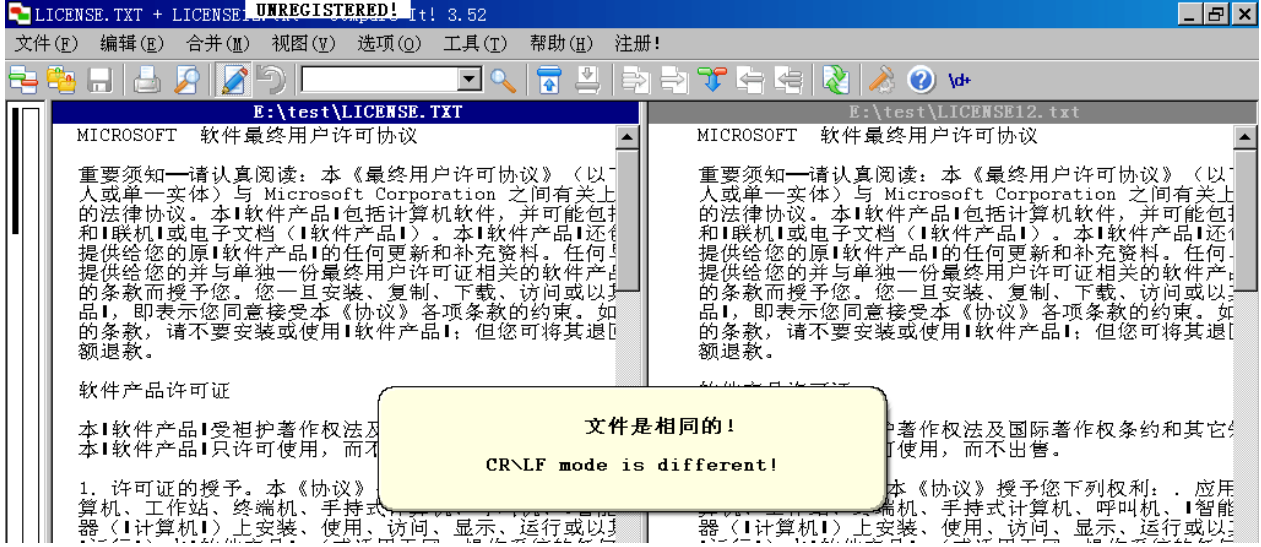 LICENSE.TXT + LICENSE
UNREGISTERED!
It! 3.52
文件(F) 编辑(E) 合并(M) 视图(V) 选项(O) 工具(T) 帮助(H) 注册!
\d+
E:\test\LICENSE.TXT
MICROSOFT 软件最终用户许可协议
重要须知━请认真阅读：本《最终用户许可协议》（以下
人或单一实体）与 Microsoft Corporation 之间有关上
的法律协议。本▌软件产品▌包括计算机软件，并可能包
和▌联机▌或电子文档（▌软件产品▌）。本▌软件产品▌还
提供给您的原▌软件产品▌的任何更新和补充资料。任何
提供给您的并与单独一份最终用户许可证相关的软件产
的条款而授予您。您一旦安装、复制、下载、访问或以
品▌，即表示您同意接受本《协议》各项条款的约束。如
的条款，请不要安装或使用▌软件产品▌；但您可将其退
额退款。
软件产品许可证
本▌软件产品▌受袒护著作权法及
本▌软件产品▌只许可使用，而不
1. 许可证的授予。本《协议》
算机、工作站、终端机、手持式
器（▌计算机▌）上安装、使用、访问、显示、运行或以
E:\test\LICENSE12.txt
MICROSOFT 软件最终用户许可协议
重要须知━请认真阅读：本《最终用户许可协议》（以下
人或单一实体）与 Microsoft Corporation 之间有关上
的法律协议。本▌软件产品▌包括计算机软件，并可能包
和▌联机▌或电子文档（▌软件产品▌）。本▌软件产品▌还
提供给您的原▌软件产品▌的任何更新和补充资料。任何
提供给您的并与单独一份最终用户许可证相关的软件产
的条款而授予您。您一旦安装、复制、下载、访问或以
品▌，即表示您同意接受本《协议》各项条款的约束。如
的条款，请不要安装或使用▌软件产品▌；但您可将其退
额退款。
著作权法及国际著作权条约和其它
使用，而不出售。
本《协议》授予您下列权利：．应用
端机、手持式计算机、呼叫机、▌智能
器（▌计算机▌）上安装、使用、访问、显示、运行或以
文件是相同的!
CR\LF mode is different!